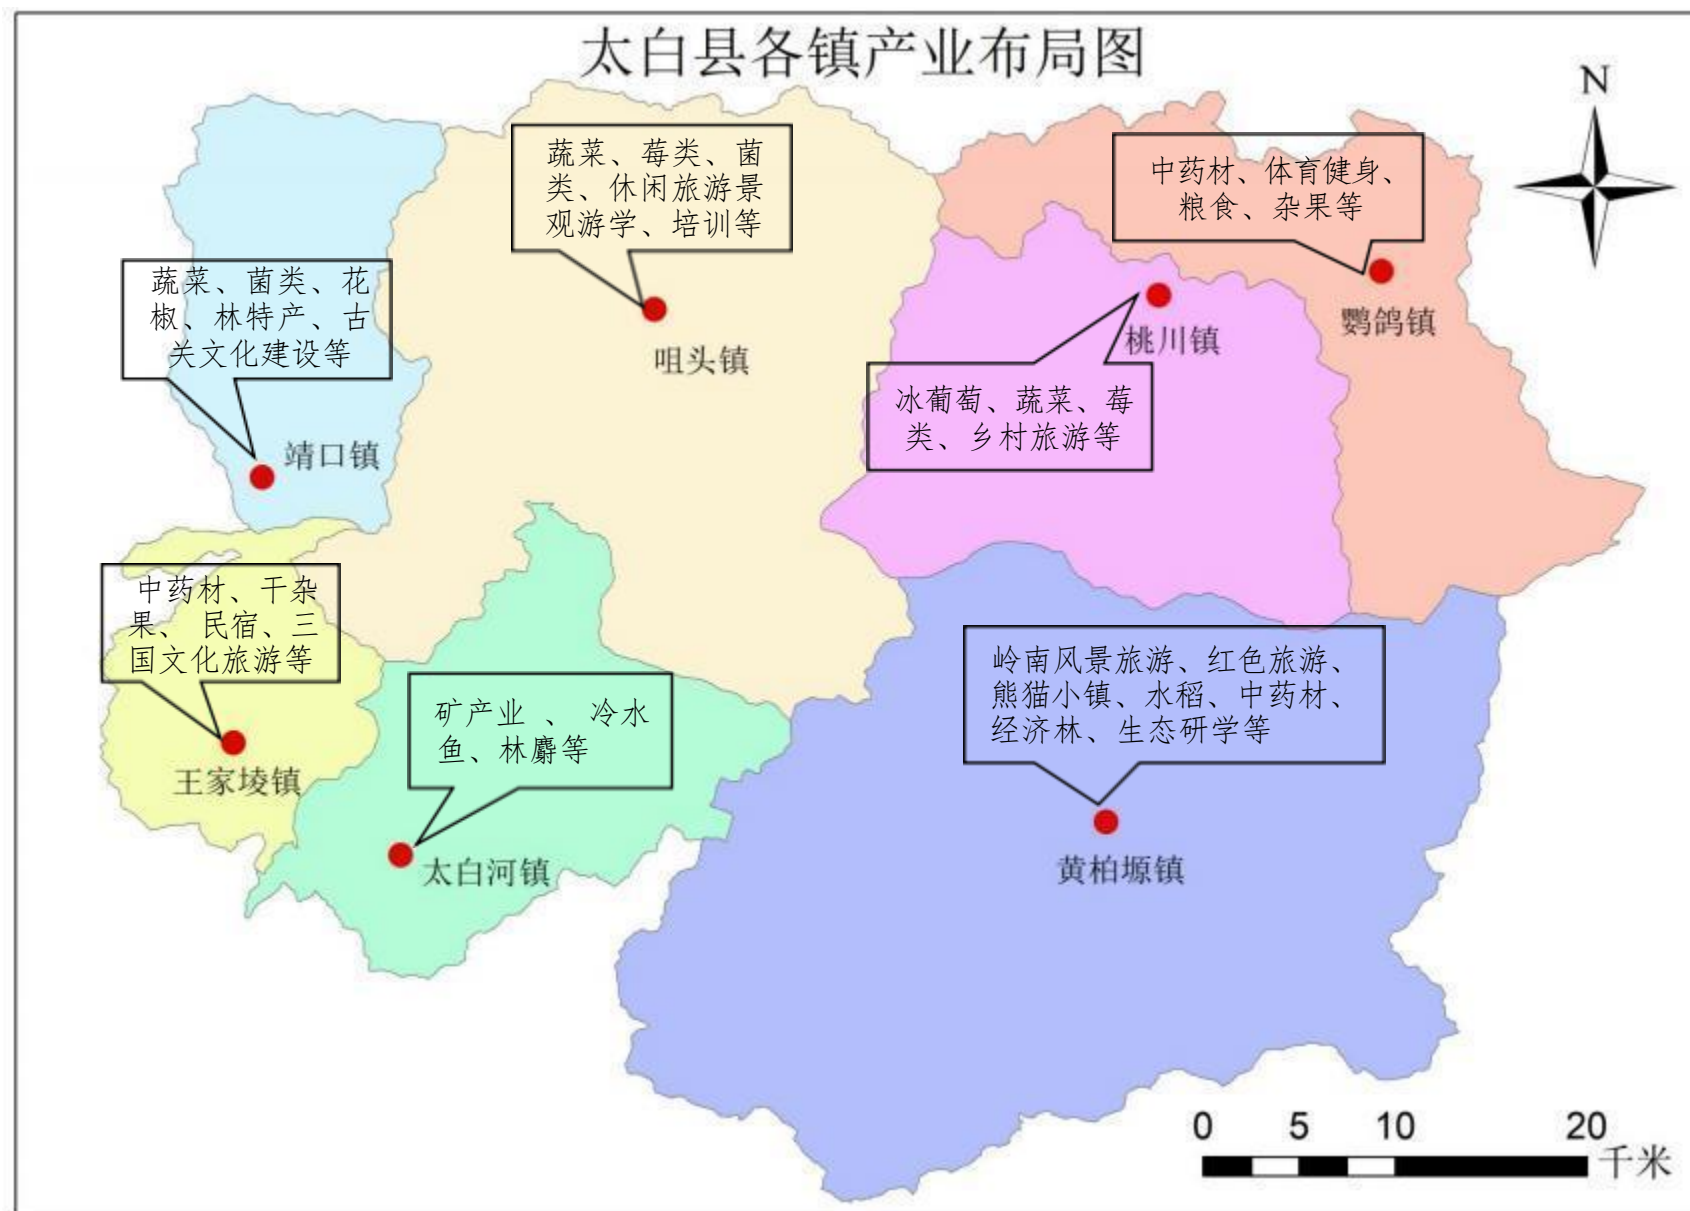 太白县各镇产业布局图
N
蔬菜、莓类、菌
类、休闲旅游景
观游学、培训等
咀头镇
中药材、体育健身、
粮食、杂果等
鹦鸽镇
蔬菜、菌类、花
椒、林特产、古
关文化建设等
靖口镇
桃川镇
冰葡萄、蔬菜、莓
类、乡村旅游等
中药材、干杂
果、 民宿、三
国文化旅游等
王家堎镇
矿产业 、 冷水
鱼、林麝等
太白河镇
岭南风景旅游、红色旅游、
熊猫小镇、水稻、中药材、
经济林、生态研学等
黄柏塬镇
0 5 10 20
千米